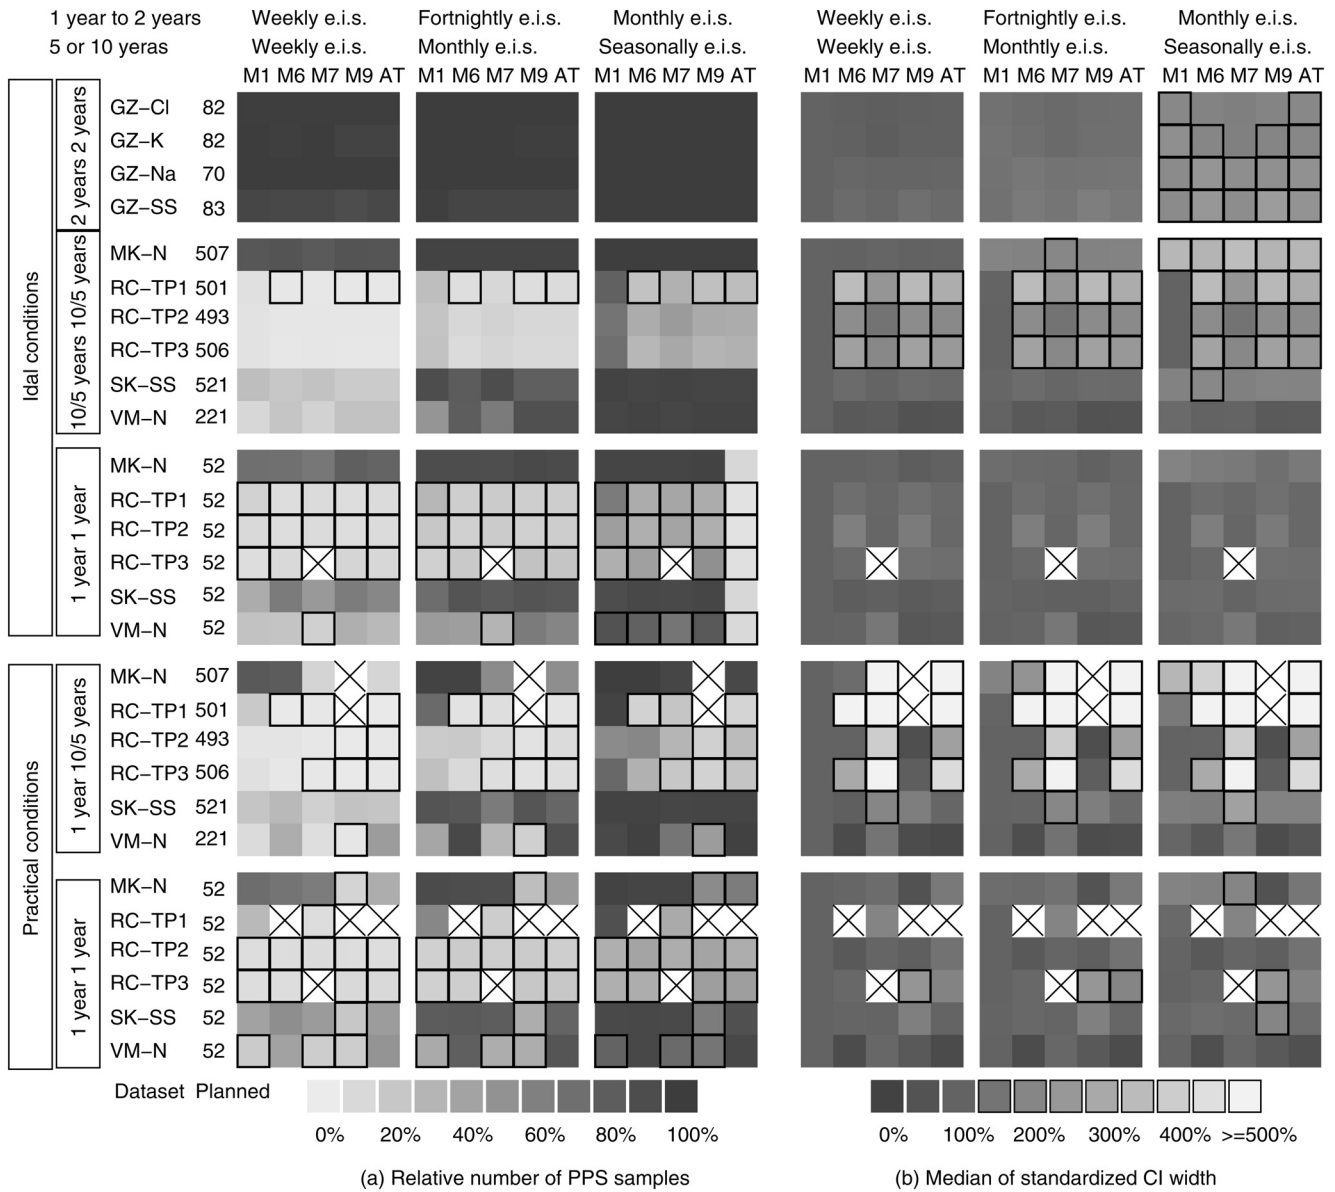 1 year to 2 years Weekly e.i.s. Fortnightly e.i.s. Monthly e.i.s. Weekly e.i.s. Fortnightly e.i.s. Monthly e.i.s.
5 or 10 yeras Weekly e.i.s. Monthly e.i.s. Seasonally e.i.s. Weekly e.i.s. Monthtly e.i.s. Seasonally e.i.s.
M1 M6 M7 M9 AT M1 M6 M7 M9 AT M1 M6 M7 M9 AT M1 M6 M7 M9 AT M1 M6 M7 M9 AT M1 M6 M7 M9 AT
Idal conditions
2 years 2 years
GZ–Cl 82
GZ–K 82
GZ–Na 70
GZ–SS 83
10/5 years 10/5 years
MK–N 507
RC–TP1 501
RC–TP2 493
RC–TP3 506
SK–SS 521
VM–N 221
1 year 1 year
MK–N 52
RC–TP1 52
RC–TP2 52
RC–TP3 52
SK–SS 52
VM–N 52
Practical conditions
1 year 10/5 years
MK–N 507
RC–TP1 501
RC–TP2 493
RC–TP3 506
SK–SS 521
VM–N 221
1 year 1 year
MK–N 52
RC–TP1 52
RC–TP2 52
RC–TP3 52
SK–SS 52
VM–N 52
Dataset Planned
0% 20% 40% 60% 80% 100%
0% 100% 200% 300% 400% >=500%
(a) Relative number of PPS samples
(b) Median of standardized CI width